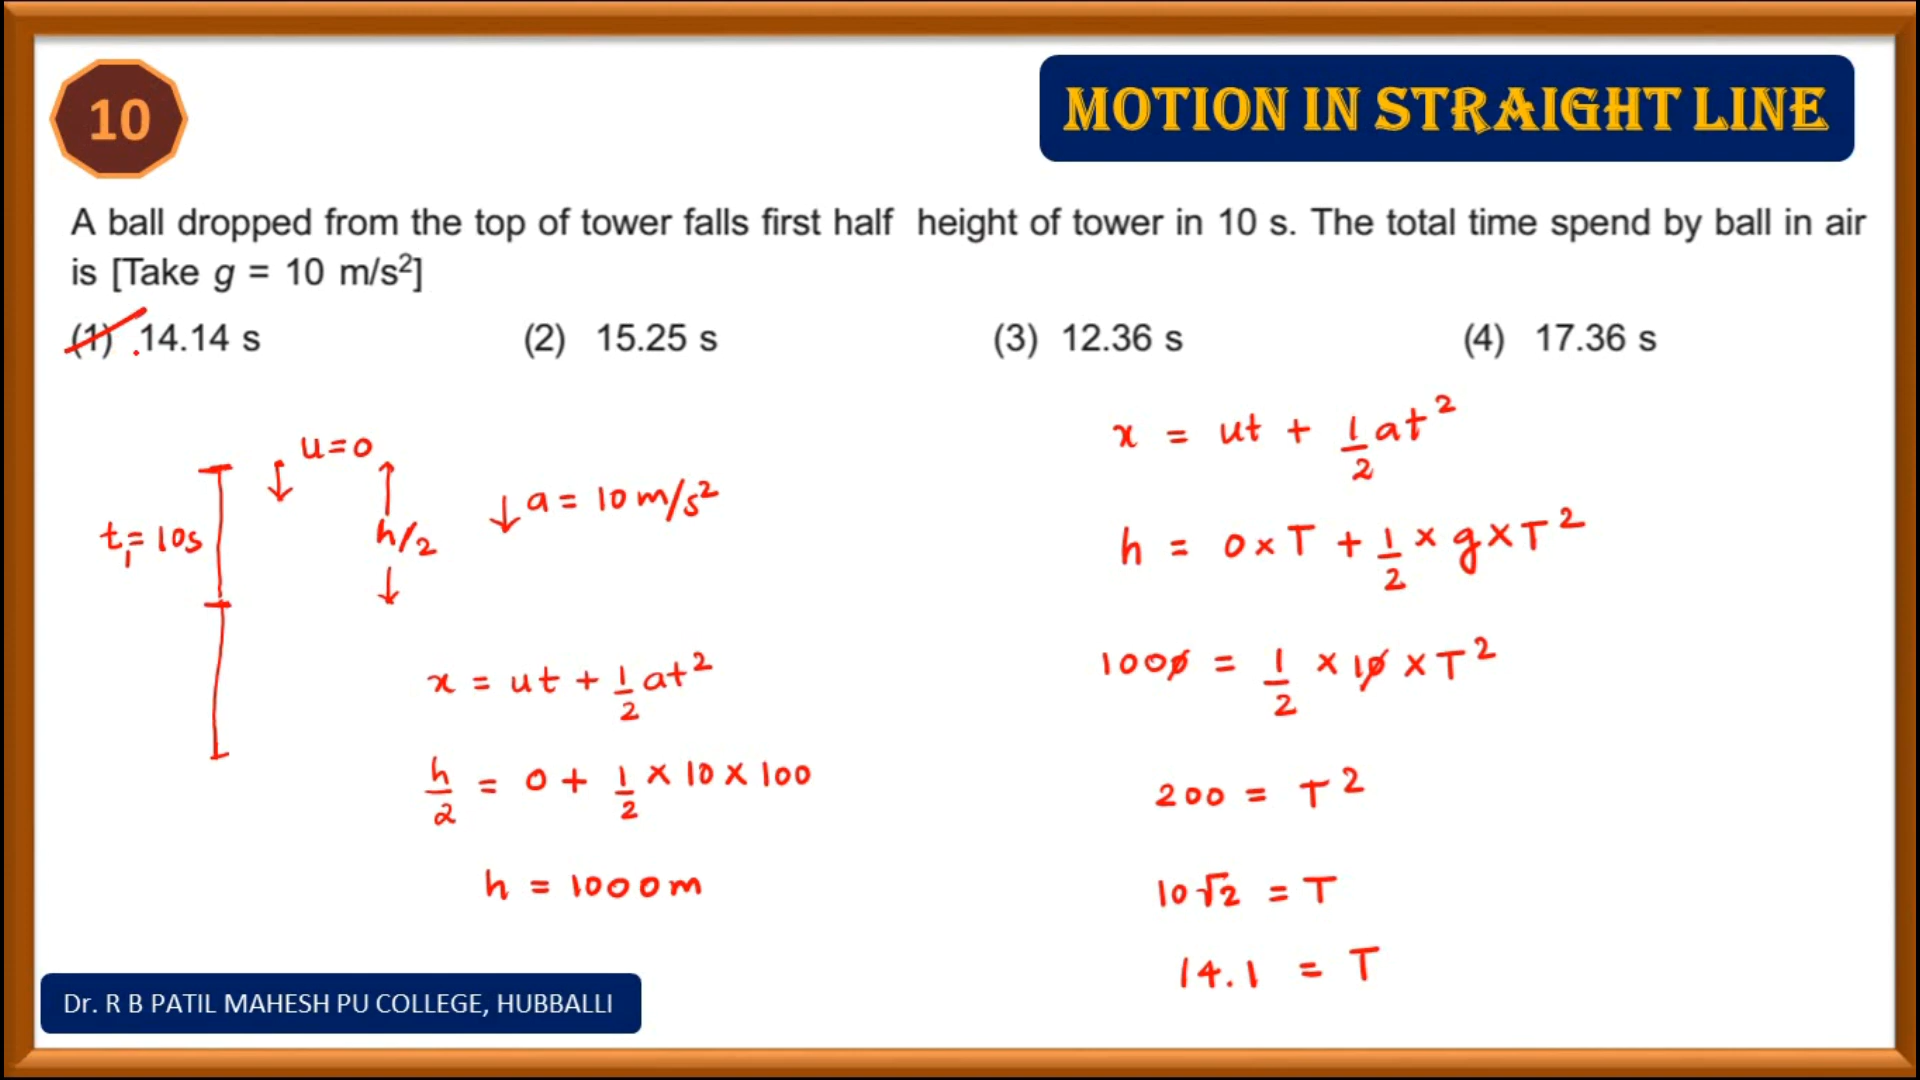 10
MOTION IN STRAIGHT LINE
A ball dropped from the top of tower falls first half height of tower in 10 s. The total time spend by ball in air
is [Take g = 10 m/s²]
(1) 14.14 s
(2) 15.25 s
(3) 12.36 s
(4) 17.36 s
u=0
t₁=10s
h/2
↓a = 10 m/s²
x = ut + 1/2 at²
h/2 = 0 + 1/2 × 10 × 100
h = 1000m
x = ut + 1/2 at²
h = 0×T + 1/2 × g × T²
1000 = 1/2 × 10 × T²
200 = T²
10√2 = T
14.1 = T
Dr. R B PATIL MAHESH PU COLLEGE, HUBBALLI